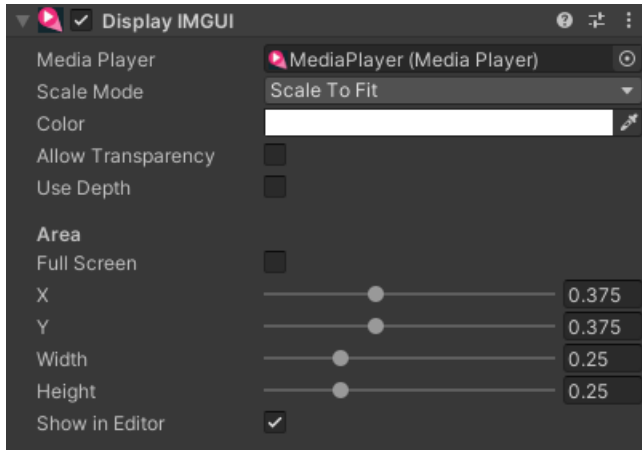 Display IMGUI
Media Player MediaPlayer (Media Player)
Scale Mode Scale To Fit
Color
Allow Transparency
Use Depth
Area
Full Screen
X 0.375
Y 0.375
Width 0.25
Height 0.25
Show in Editor